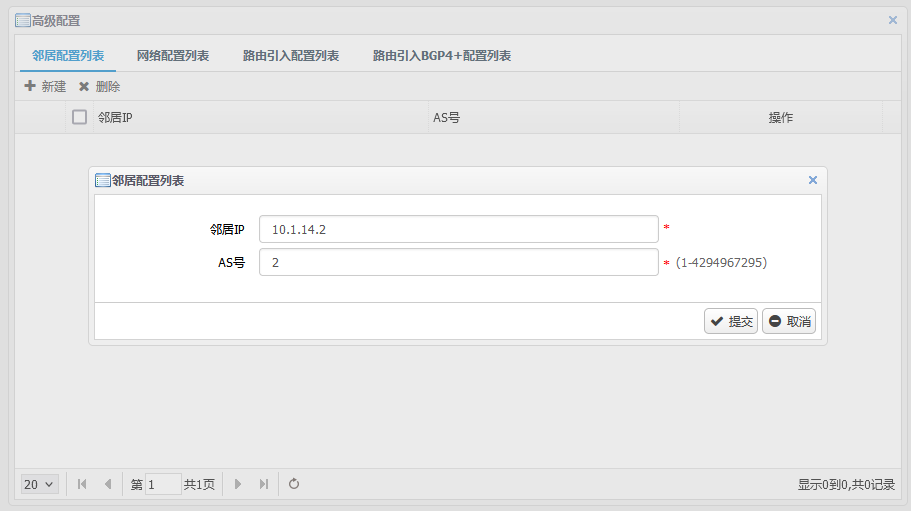 高级配置
邻居配置列表 网络配置列表 路由引入配置列表 路由引入BGP4+配置列表
新建 删除
邻居IP AS号 操作
邻居配置列表
邻居IP 10.1.14.2 *
AS号 2 * (1-4294967295)
提交 取消
20 第 1 共1页 显示0到0,共0记录